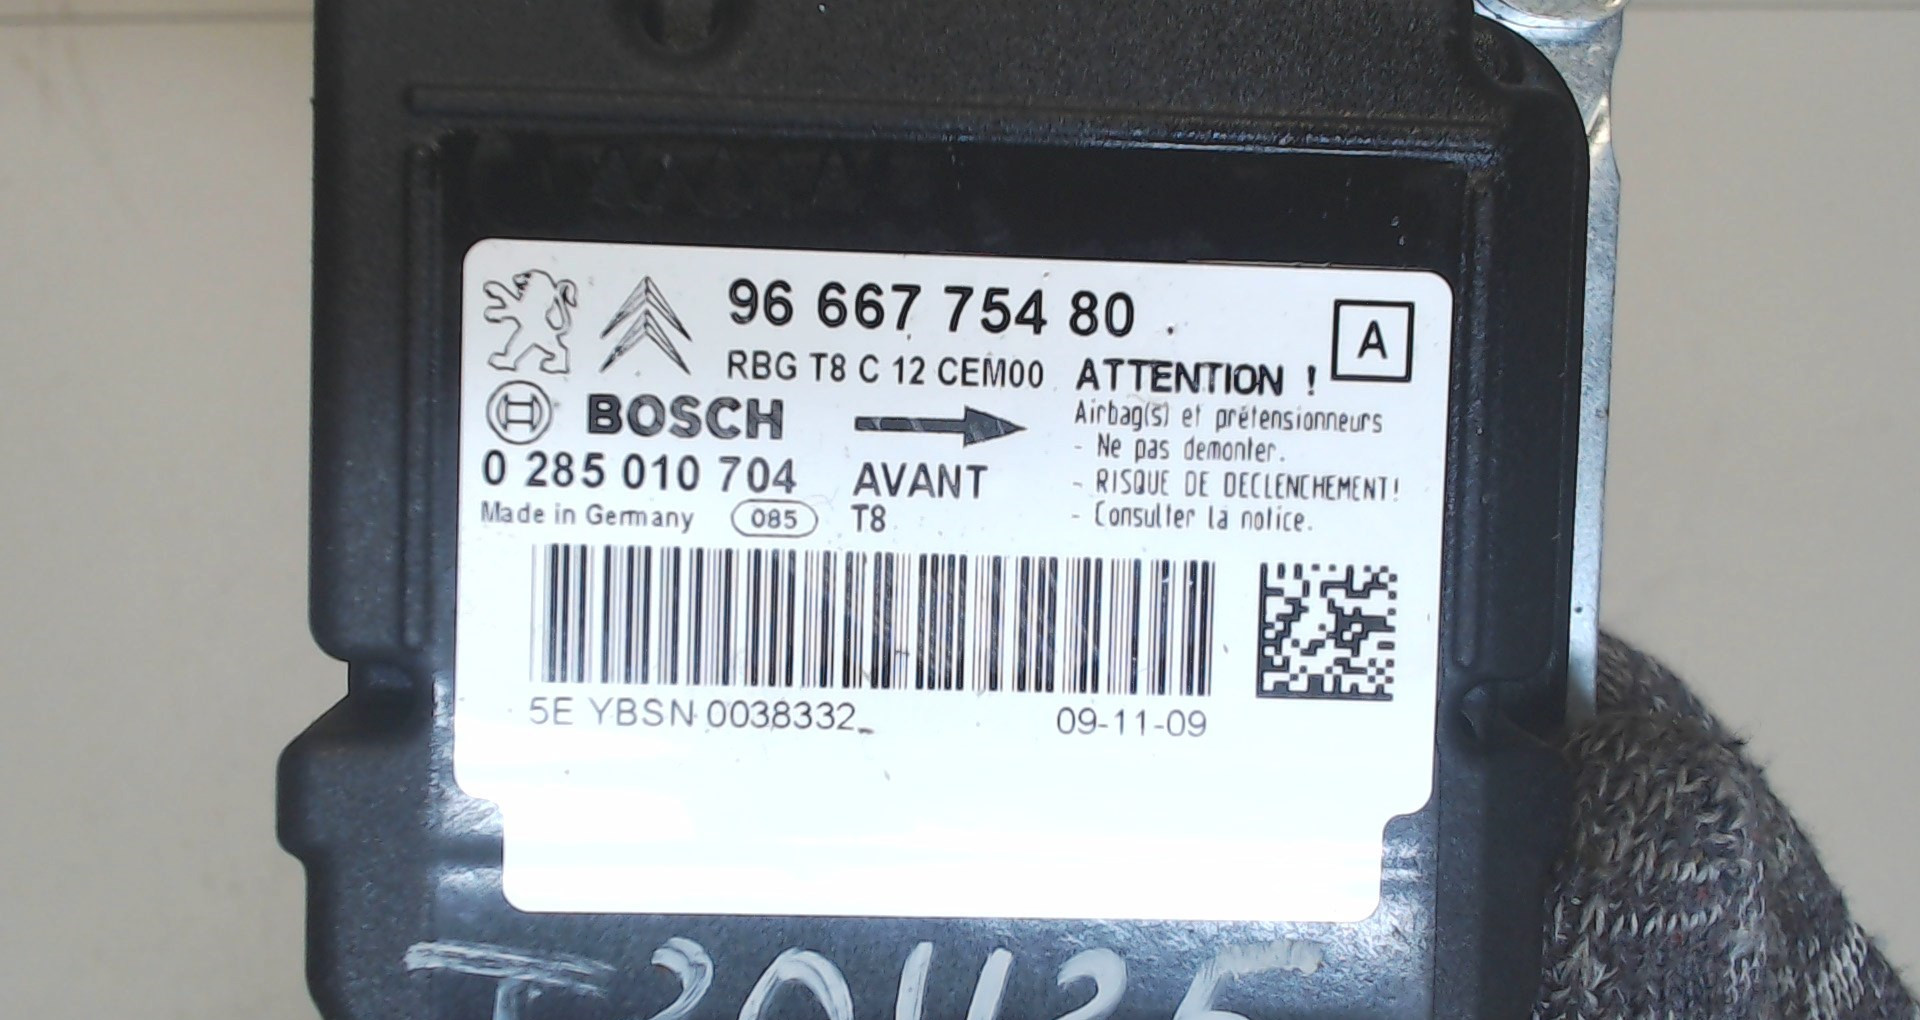 96 667 754 80
A
RBG T8 C 12 CEM00
ATTENTION !
BOSCH
Airbag(s) et prétensionneurs
- Ne pas demonter.
0 285 010 704
AVANT
- RISQUE DE DECLENCHEMENT!
Made in Germany
085
T8
- Consulter la notice.
5E YBSN 0038332_
09-11-09